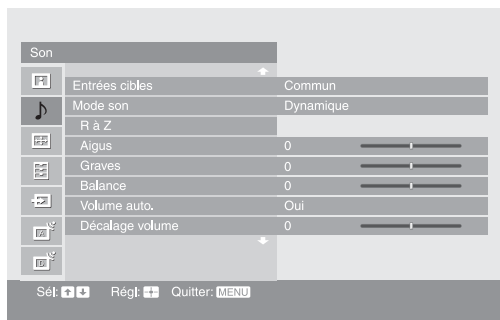 Son
Entrées cibles Commun
Mode son Dynamique
R à Z
Aigus 0
Graves 0
Balance 0
Volume auto. Oui
Décalage volume 0
Sél: Régl: Quitter: MENU